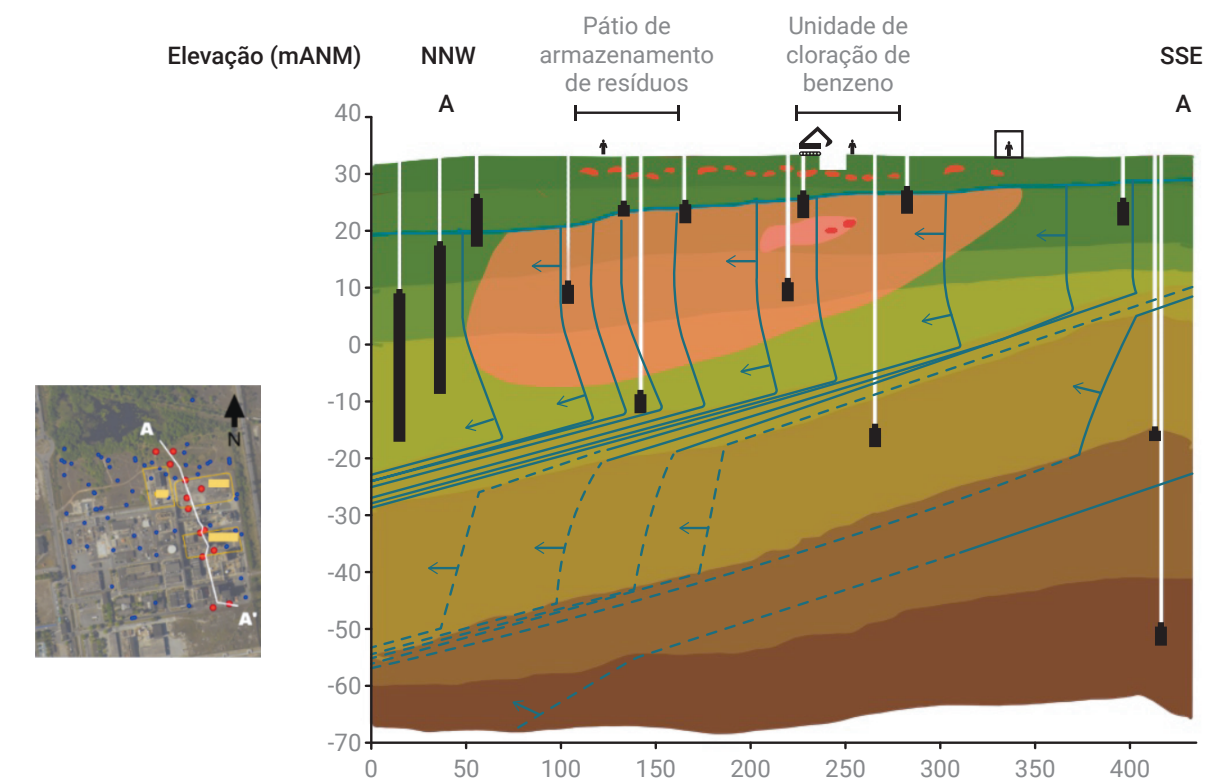 Pátio de
armazenamento
de resíduos
Unidade de
cloração de
benzeno
Elevação (mANM)
NNW
SSE
A
A
40
30
20
10
0
-10
-20
-30
-40
-50
-60
-70
0
50
100
150
200
250
300
350
400
A
N
A'